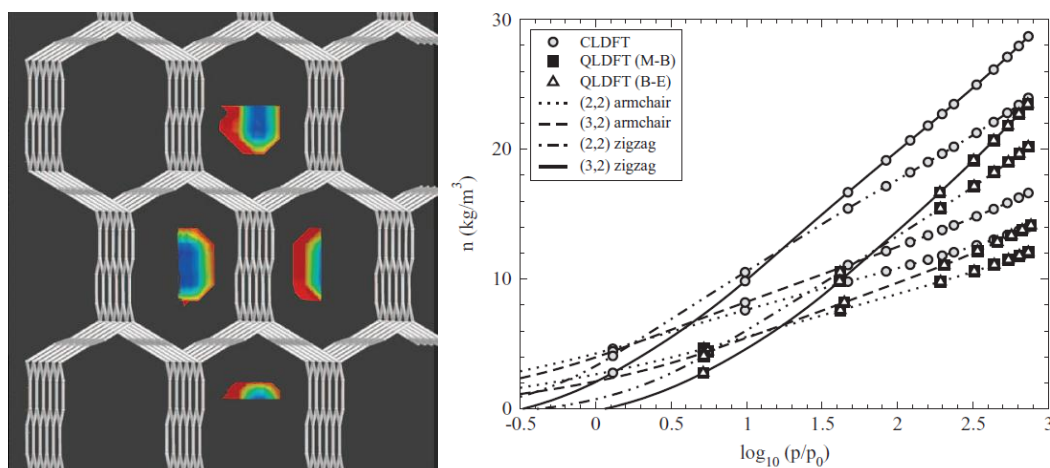 30
20
10
0
n (kg/m³)
CLDFT
QLDFT (M-B)
QLDFT (B-E)
(2,2) armchair
(3,2) armchair
(2,2) zigzag
(3,2) zigzag
-0.5 0 0.5 1 1.5 2 2.5 3
log₁₀ (p/p₀)